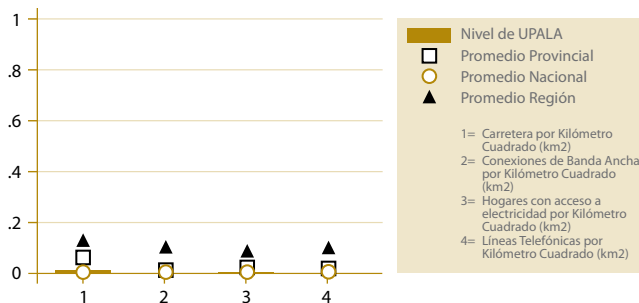 1
.8
.6
.4
.2
0
1
2
3
4
Nivel de UPALA
Promedio Provincial
Promedio Nacional
Promedio Región
1= Carretera por Kilómetro
Cuadrado (km2)
2= Conexiones de Banda Ancha
por Kilómetro Cuadrado
(km2)
3= Hogares con acceso a
electricidad por Kilómetro
Cuadrado (km2)
4= Líneas Telefónicas por
Kilómetro Cuadrado (km2)